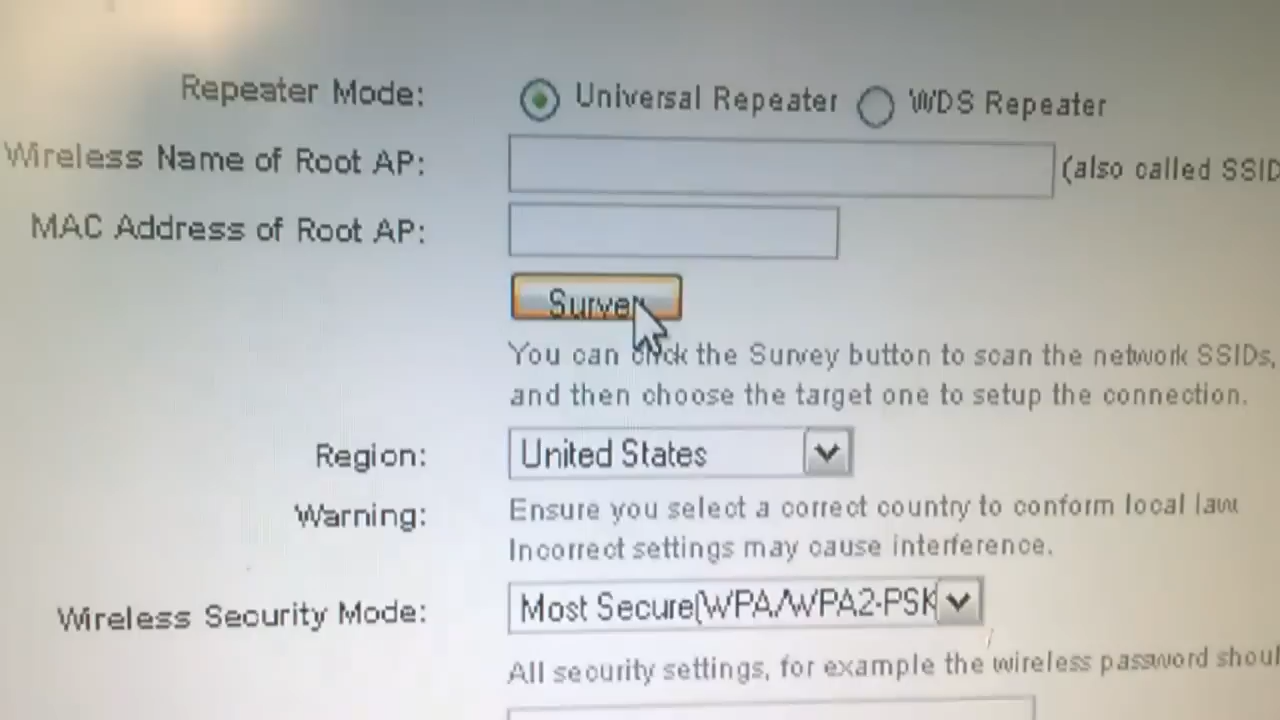 Repeater Mode: Universal Repeater WDS Repeater
Wireless Name of Root AP: (also called SSID
MAC Address of Root AP:
Survey
You can click the Survey button to scan the network SSIDs,
and then choose the target one to setup the connection.
Region: United States
Warning: Ensure you select a correct country to conform local law.
Incorrect settings may cause interference.
Wireless Security Mode: Most Secure(WPA/WPA2-PSK
All security settings, for example the wireless password shoul